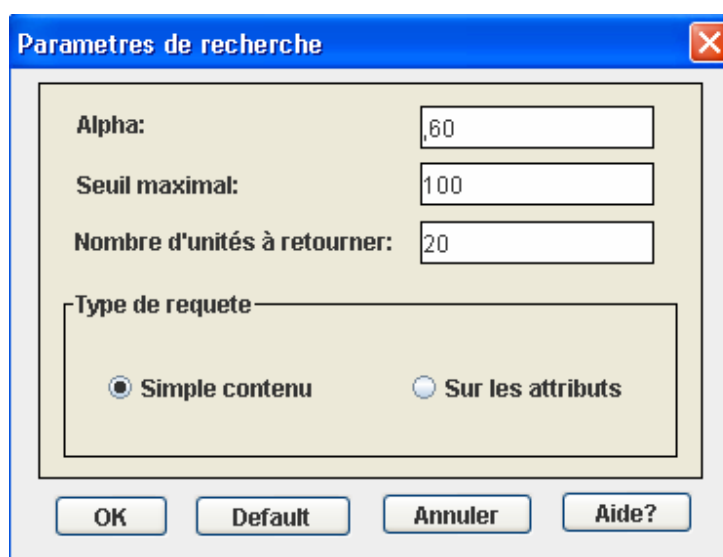 Parametres de recherche
Alpha: ,60
Seuil maximal: 100
Nombre d'unités à retourner: 20
Type de requete
Simple contenu Sur les attributs
OK Default Annuler Aide?